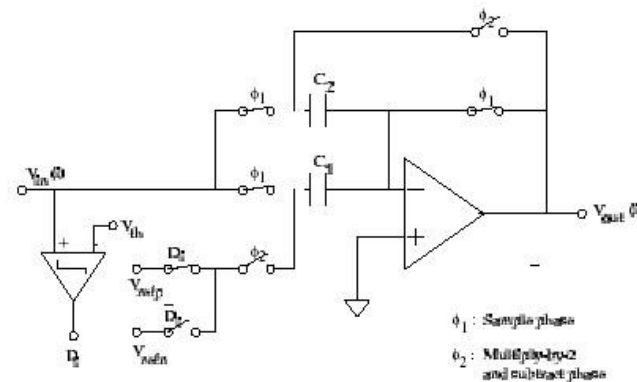 ϕ2
C2
ϕ1
ϕ1
C1
ϕ1
Vin(i)
Vth
+
-
−
+
Vout(i)
Di
ϕ2
Vrefp
Di
Vrefn
Di
ϕ1 : Sample phase
ϕ2 : Multiply-by-2
and subtract phase